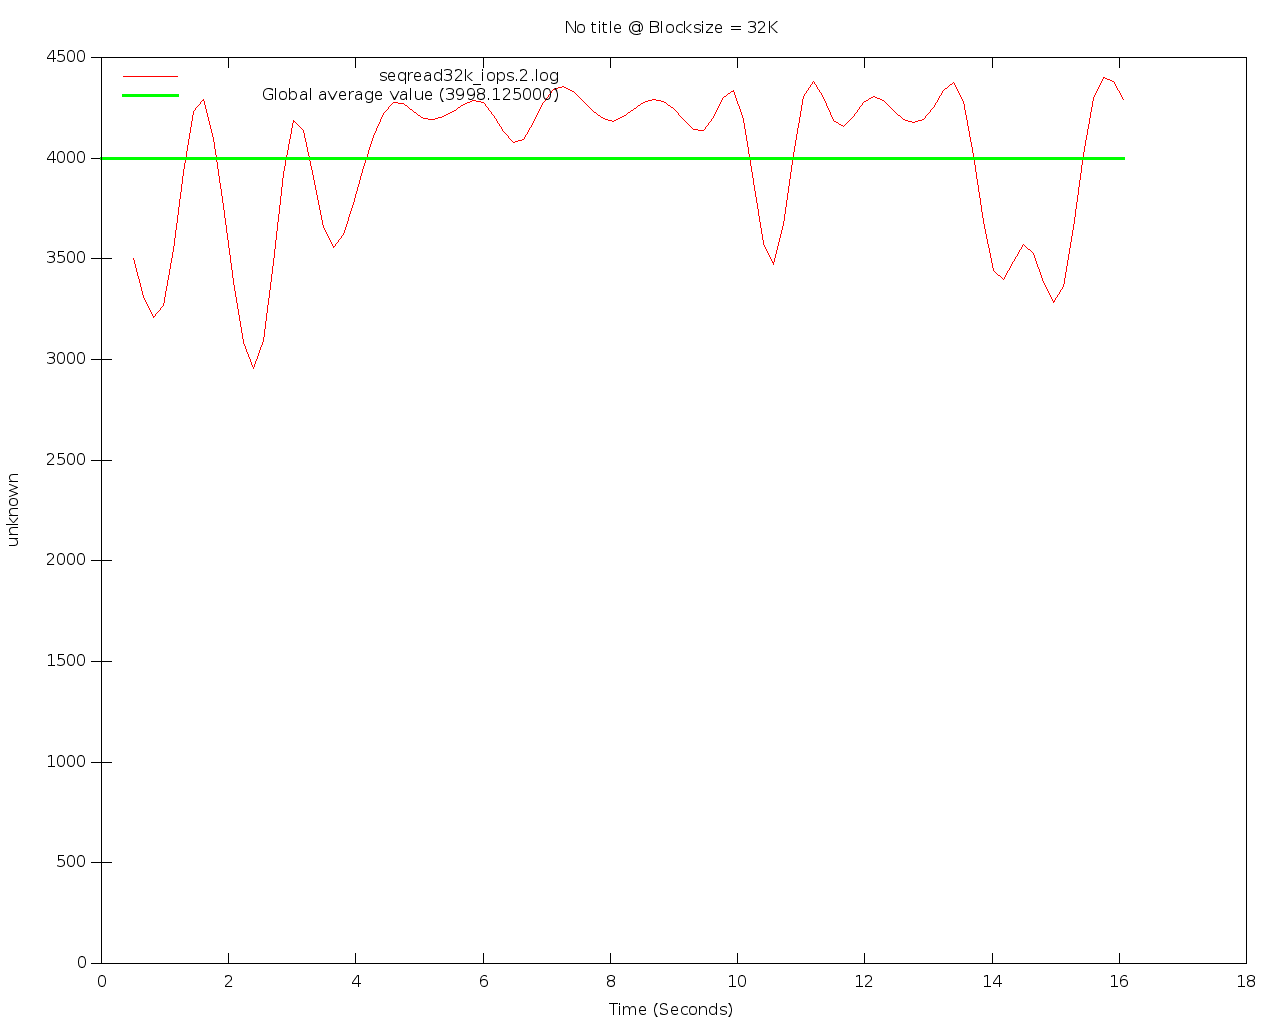 No title @ Blocksize = 32K
4500
4000
3500
3000
2500
2000
1500
1000
500
0
unknown
seqread32k_iops.2.log
Global average value (3998.125000)
0 2 4 6 8 10 12 14 16 18
Time (Seconds)